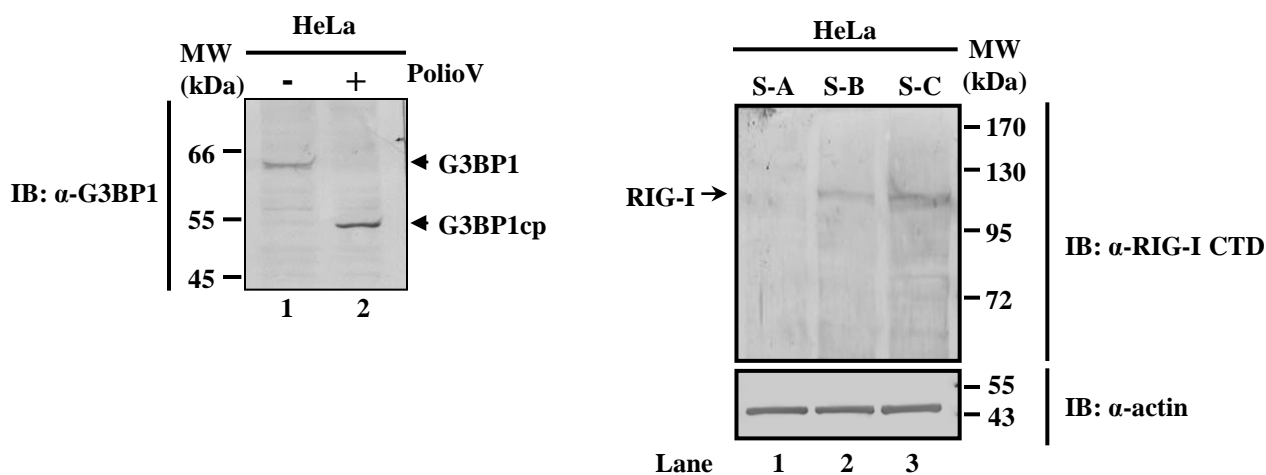 HeLa
MW
(kDa)
- + PolioV
66
G3BP1
IB: α-G3BP1
55
G3BP1cp
45
1 2
HeLa
MW
(kDa)
S-A S-B S-C
170
130
RIG-I
95
IB: α-RIG-I CTD
72
55
43
IB: α-actin
Lane 1 2 3